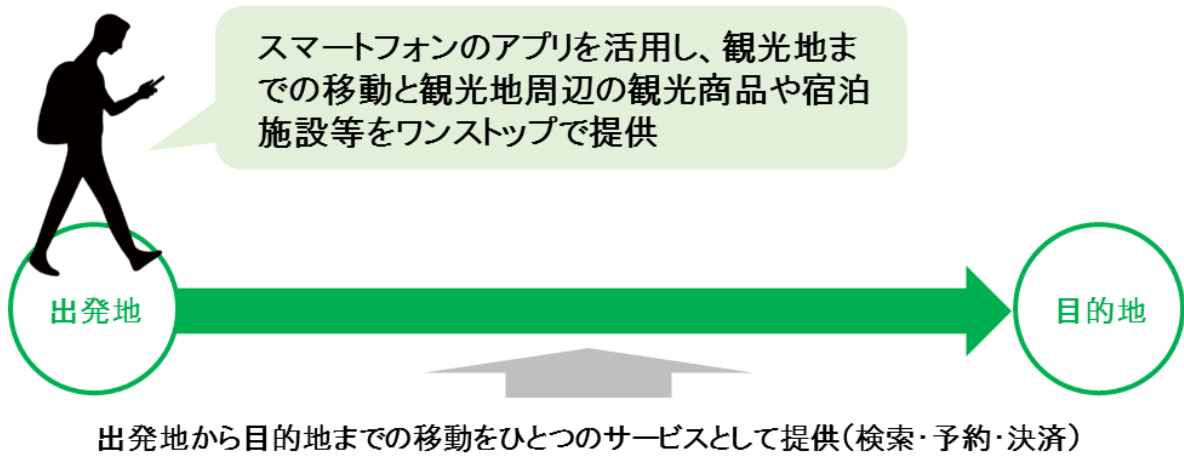 スマートフォンのアプリを活用し、観光地ま
での移動と観光地周辺の観光商品や宿泊
施設等をワンストップで提供
出発地
目的地
出発地から目的地までの移動をひとつのサービスとして提供（検索・予約・決済）